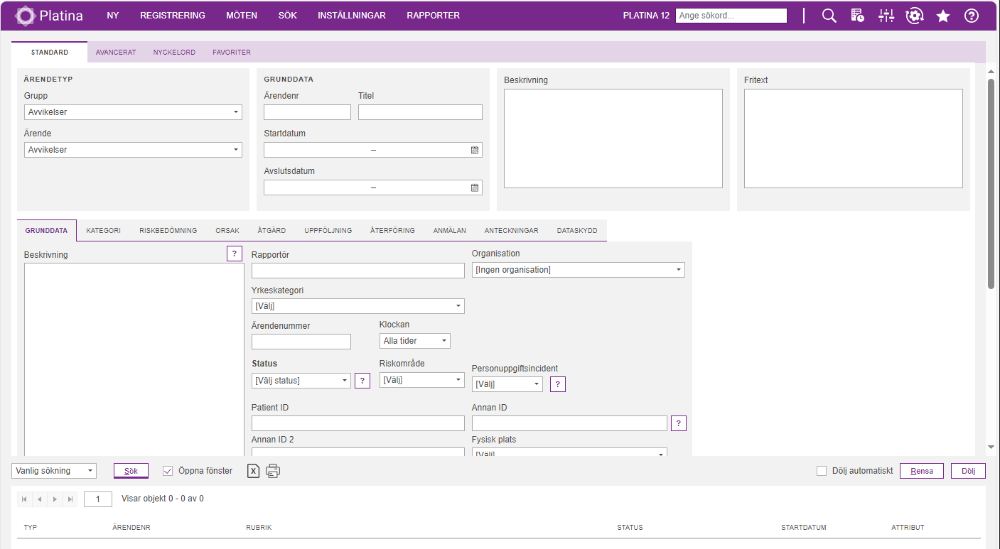 Platina NY REGISTRERING MÖTEN SÖK INSTÄLLNINGAR RAPPORTER PLATINA 12 Ange sökord...
STANDARD AVANCERAT NYCKELORD FAVORITER
ÄRENDETYP
Grupp
Avvikelser
Ärende
Avvikelser
GRUNDDATA
Ärendenr Titel
Startdatum
–
Avslutsdatum
–
Beskrivning
Fritext
GRUNDDATA KATEGORI RISKBEDÖMNING ORSAK ÅTGÄRD UPPFÖLJNING ÅTERFÖRING ANMÄLAN ANTECKNINGAR DATASKYDD
Beskrivning ?
Rapportör Organisation
[Ingen organisation]
Yrkeskategori
[Välj]
Ärendenummer Klockan
Alla tider
Status Riskområde Personuppgiftsincident
[Välj status] ? [Välj] [Välj] ?
Patient ID Annan ID
?
Annan ID 2 Fysisk plats
[Välj]
Vanlig sökning Sök Öppna fönster X Dölj automatiskt Rensa Dölj
1 Visar objekt 0 - 0 av 0
TYP ÄRENDENR RUBRIK STATUS STARTDATUM ATTRIBUT